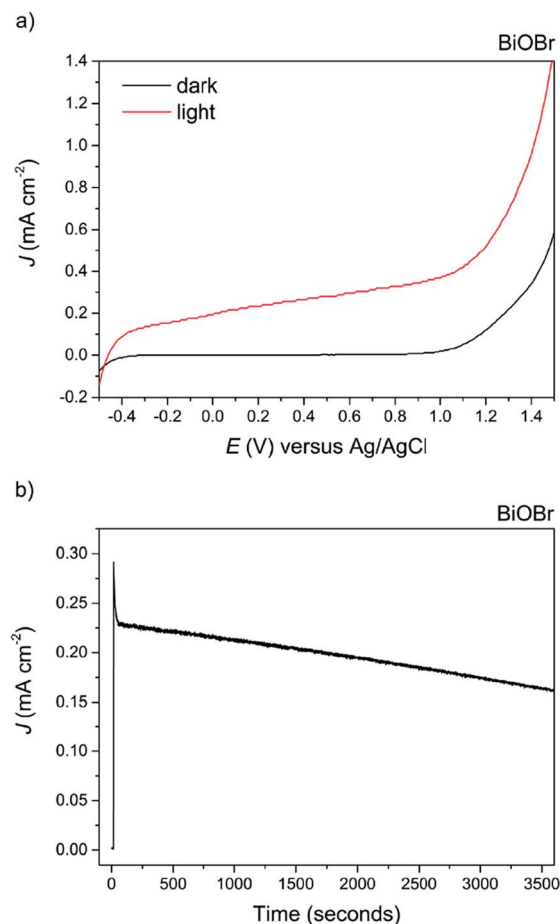 a)
BiOBr
dark
light
1.4
1.2
1.0
0.8
0.6
0.4
0.2
0.0
-0.2
J (mA cm⁻²)
-0.4 -0.2 0.0 0.2 0.4 0.6 0.8 1.0 1.2 1.4
E (V) versus Ag/AgCl
b)
BiOBr
0.30
0.25
0.20
0.15
0.10
0.05
0.00
J (mA cm⁻²)
0 500 1000 1500 2000 2500 3000 3500
Time (seconds)